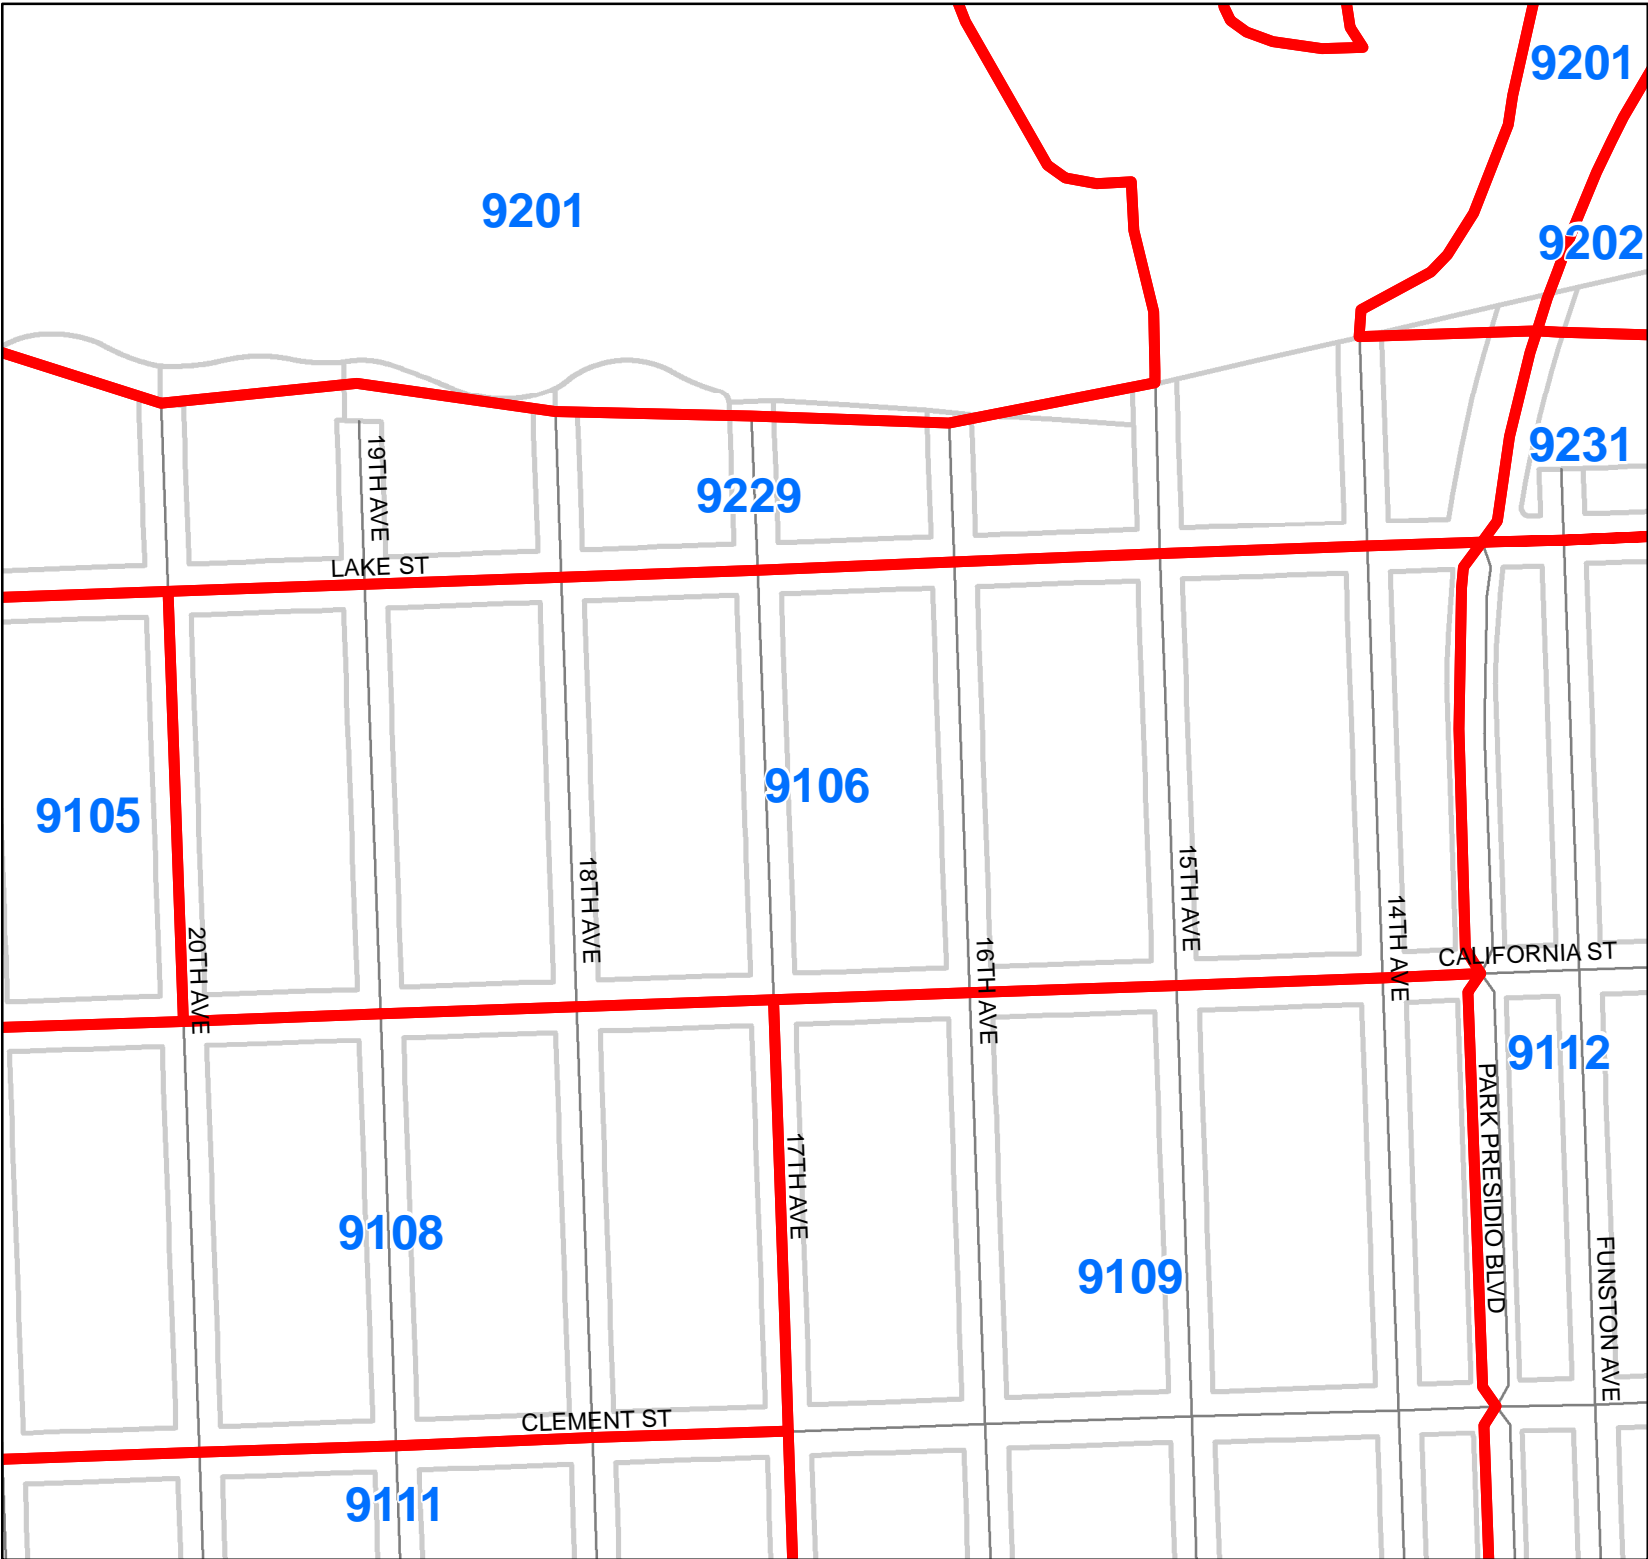 9201
9201
9202
19TH AVE
9231
9229
LAKE ST
9106
9105
18TH AVE
15TH AVE
14TH AVE
20TH AVE
16TH AVE
CALIFORNIA ST
9112
PARK PRESIDIO BLVD
17TH AVE
9108
9109
FUNSTON AVE
CLEMENT ST
9111